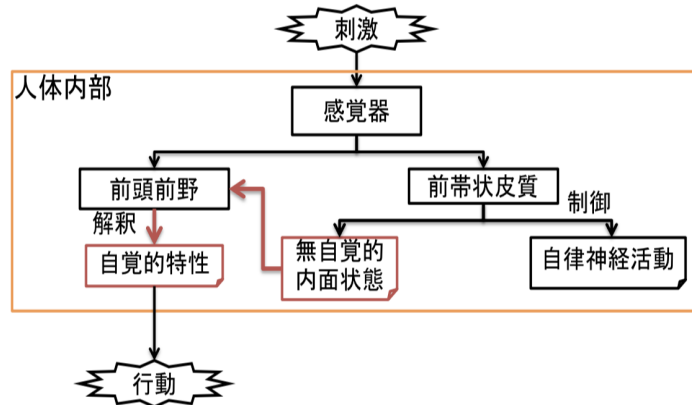 刺激
人体内部
感覚器
前頭前野
前帯状皮質
解釈
制御
自覚的特性
無自覚的
内面状態
自律神経活動
行動